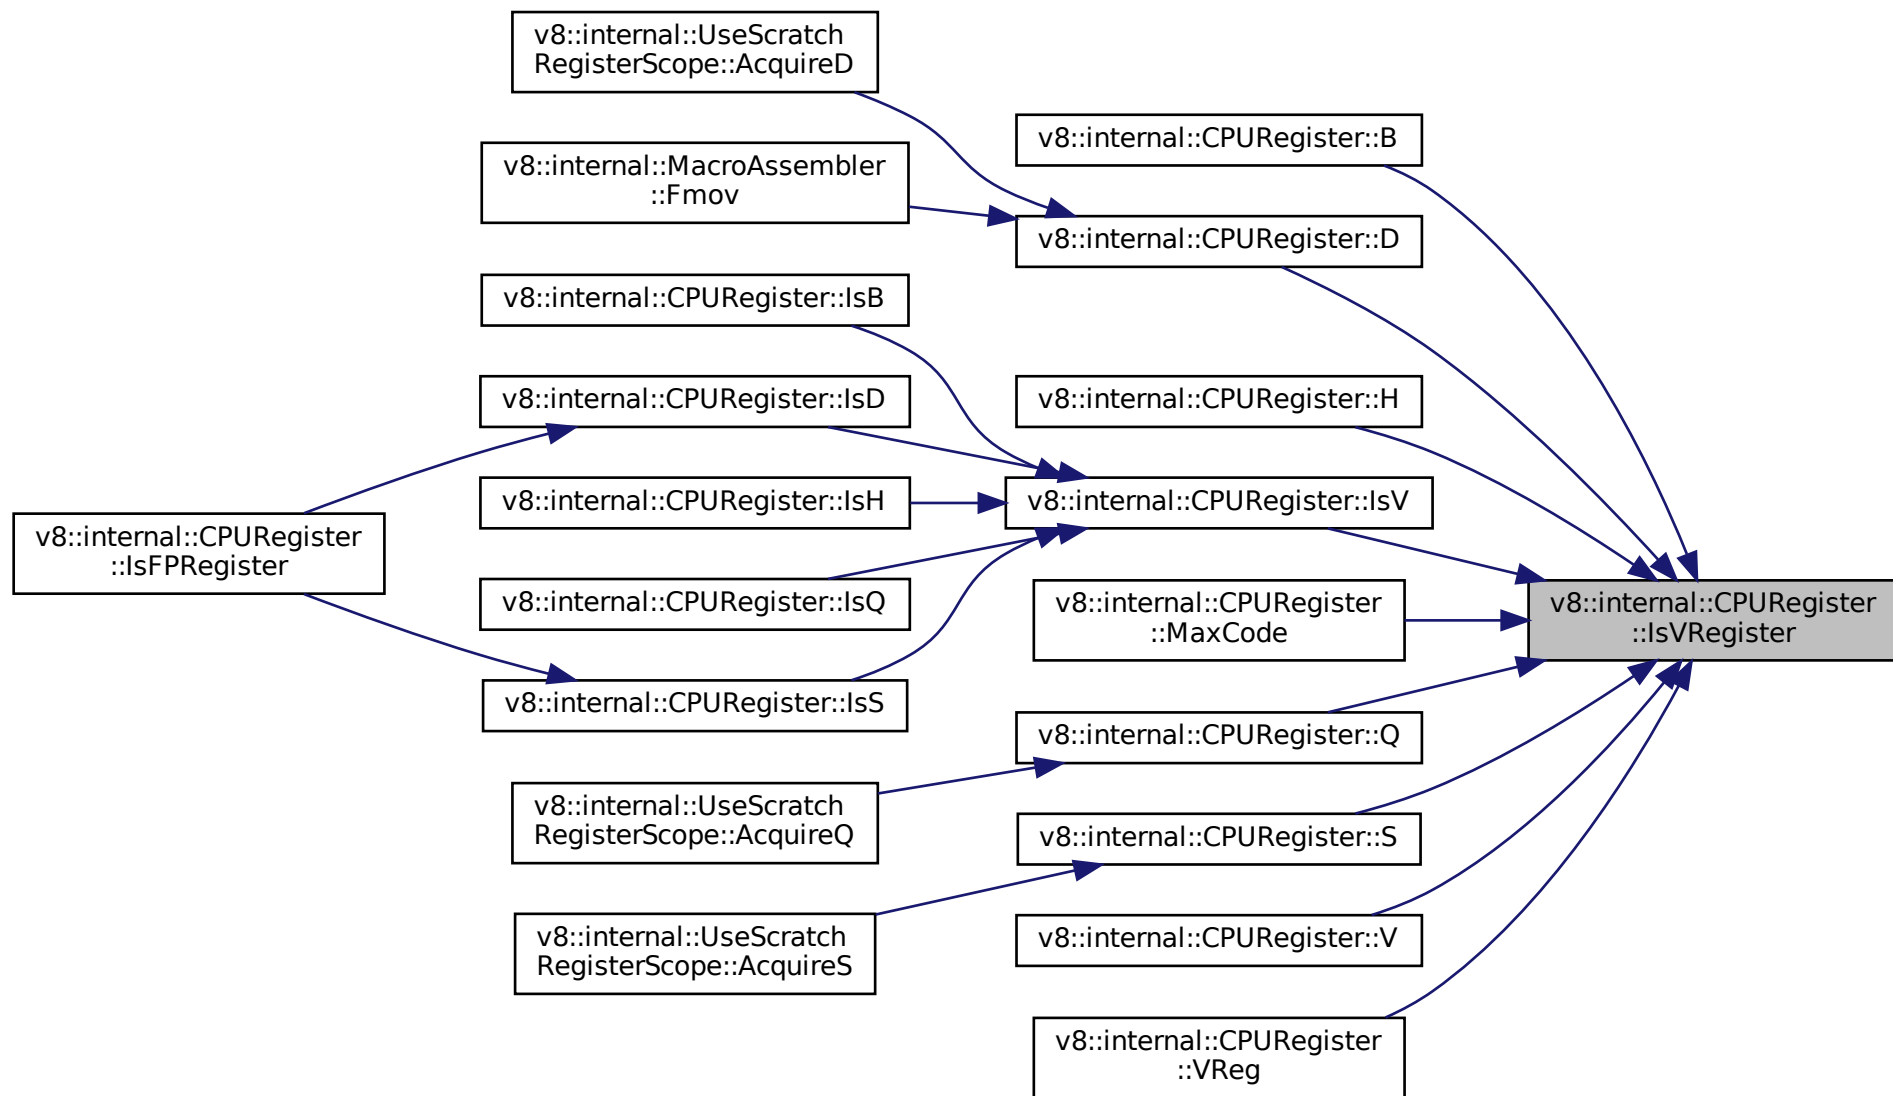 v8::internal::UseScratch
RegisterScope::AcquireD
v8::internal::CPURegister::B
v8::internal::MacroAssembler
::Fmov
v8::internal::CPURegister::D
v8::internal::CPURegister::IsB
v8::internal::CPURegister::IsD
v8::internal::CPURegister::H
v8::internal::CPURegister::IsH
v8::internal::CPURegister::IsV
v8::internal::CPURegister
::IsFPRegister
v8::internal::CPURegister::IsQ
v8::internal::CPURegister
::MaxCode
v8::internal::CPURegister
::IsVRegister
v8::internal::CPURegister::IsS
v8::internal::CPURegister::Q
v8::internal::UseScratch
RegisterScope::AcquireQ
v8::internal::CPURegister::S
v8::internal::UseScratch
RegisterScope::AcquireS
v8::internal::CPURegister::V
v8::internal::CPURegister
::VReg